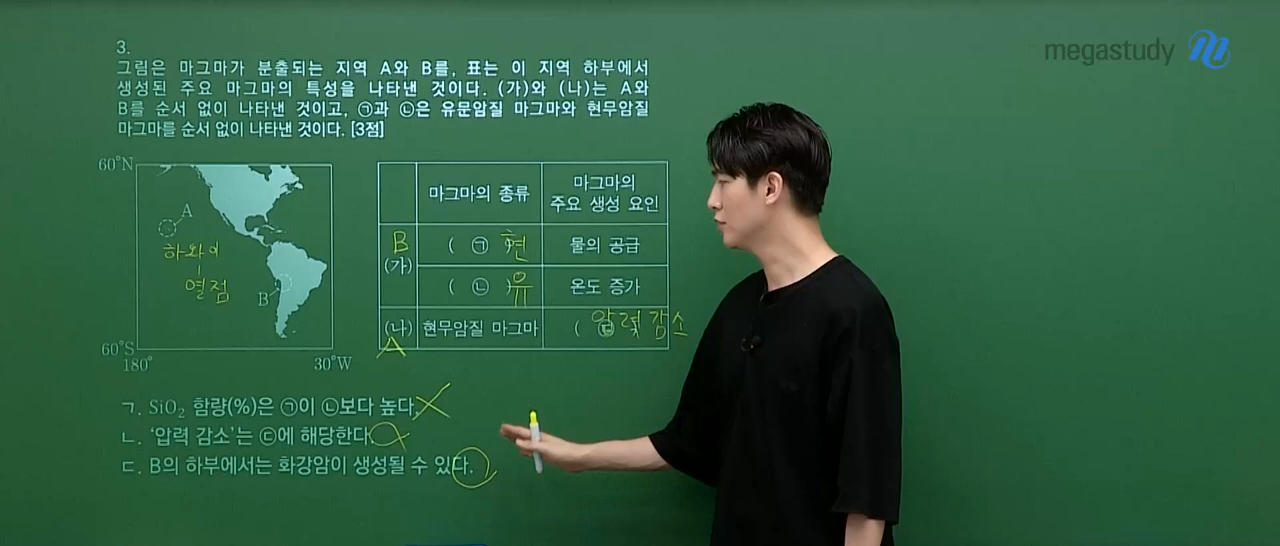 megastudy
3.
그림은 마그마가 분출되는 지역 A와 B를, 표는 이 지역 하부에서
생성된 주요 마그마의 특성을 나타낸 것이다. (가)와 (나)는 A와
B를 순서 없이 나타낸 것이고, ㉠과 ㉡은 유문암질 마그마와 현무암질
마그마를 순서 없이 나타낸 것이다. [3점]
60°N
A
하와이
열점
B
60°S
180° 30°W
마그마의 종류
마그마의
주요 생성 요인
B
(가)
( ㉠ ) 현
물의 공급
( ㉡ ) 유
온도 증가
(나)
A
현무암질 마그마
( ㉢ 압력 감소
ㄱ. SiO₂ 함량(%)은 ㉠이 ㉡보다 높다.
ㄴ. '압력 감소'는 ㉢에 해당한다.
ㄷ. B의 하부에서는 화강암이 생성될 수 있다.